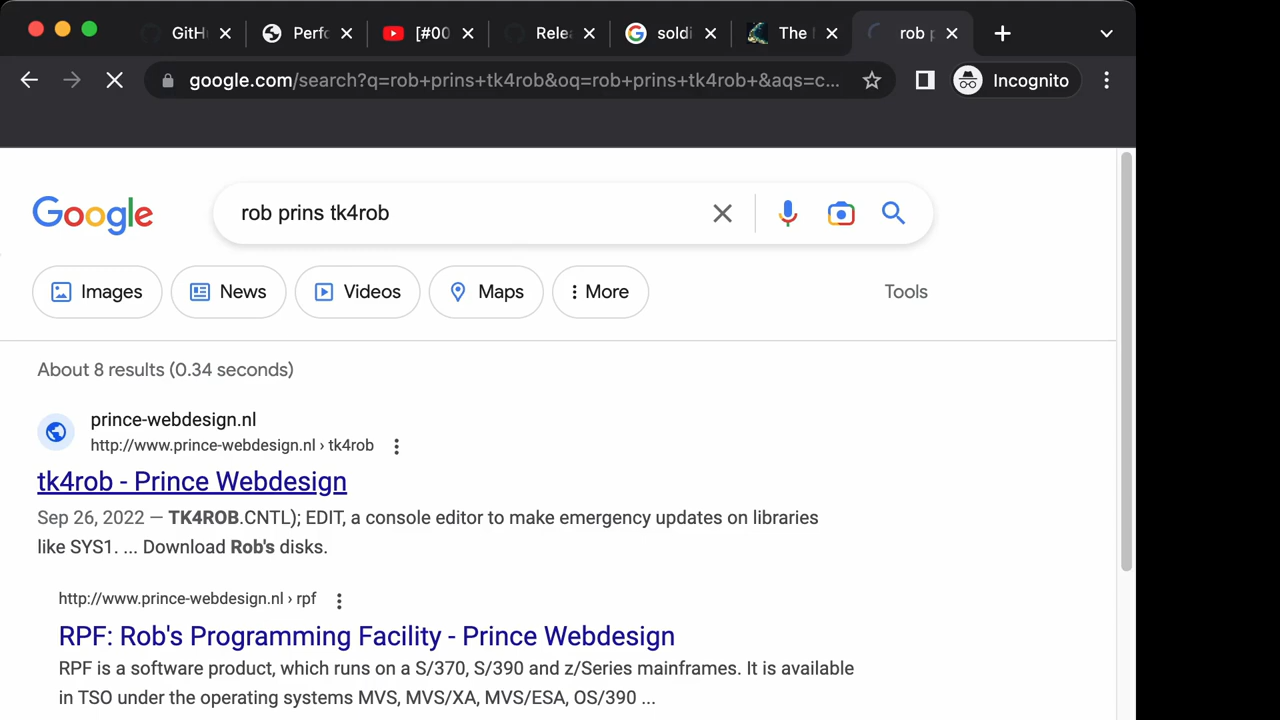 GitH Perfo [#00 Relea soldi The M rob p
google.com/search?q=rob+prins+tk4rob&oq=rob+prins+tk4rob+&aqs=c... Incognito
Google rob prins tk4rob
Images News Videos Maps More Tools
About 8 results (0.34 seconds)
prince-webdesign.nl
http://www.prince-webdesign.nl › tk4rob
tk4rob - Prince Webdesign
Sep 26, 2022 — TK4ROB.CNTL); EDIT, a console editor to make emergency updates on libraries
like SYS1. ... Download Rob's disks.
http://www.prince-webdesign.nl › rpf
RPF: Rob's Programming Facility - Prince Webdesign
RPF is a software product, which runs on a S/370, S/390 and z/Series mainframes. It is available
in TSO under the operating systems MVS, MVS/XA, MVS/ESA, OS/390 ...